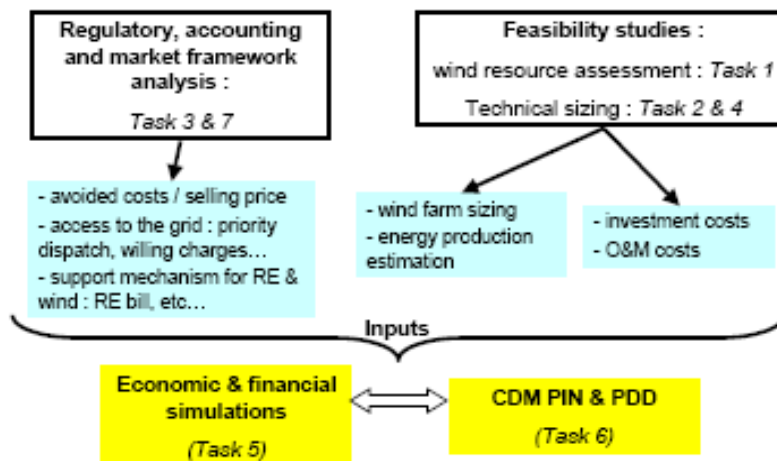 Regulatory, accounting
and market framework
analysis :
Task 3 & 7
Feasibility studies :
wind resource assessment : Task 1
Technical sizing : Task 2 & 4
- avoided costs / selling price
- access to the grid : priority
dispatch, willing charges…
- support mechanism for RE &
wind : RE bill, etc…
- wind farm sizing
- energy production
estimation
- investment costs
- O&M costs
Inputs
Economic & financial
simulations
(Task 5)
CDM PIN & PDD
(Task 6)